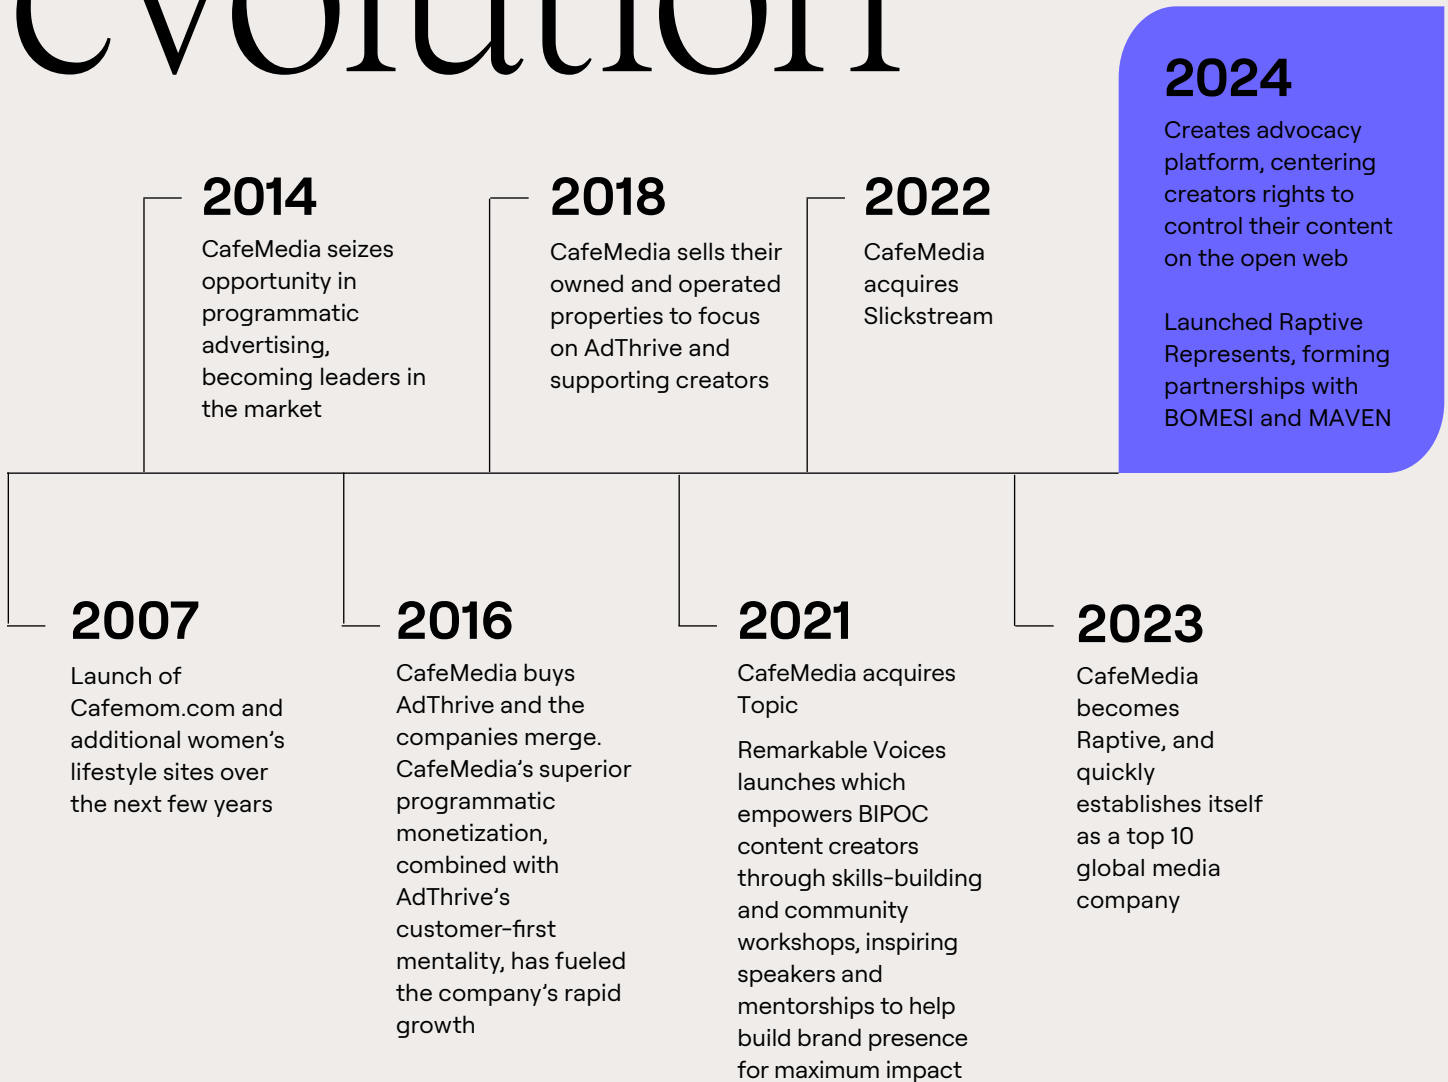 evolution
2024
Creates advocacy
platform, centering
creators rights to
control their content
on the open web
Launched Raptive
Represents, forming
partnerships with
BOMESI and MAVEN
2014
CafeMedia seizes
opportunity in
programmatic
advertising,
becoming leaders in
the market
2018
CafeMedia sells their
owned and operated
properties to focus
on AdThrive and
supporting creators
2022
CafeMedia
acquires
Slickstream
2007
Launch of
Cafemom.com and
additional women’s
lifestyle sites over
the next few years
2016
CafeMedia buys
AdThrive and the
companies merge.
CafeMedia’s superior
programmatic
monetization,
combined with
AdThrive’s
customer-first
mentality, has fueled
the company’s rapid
growth
2021
CafeMedia acquires
Topic
Remarkable Voices
launches which
empowers BIPOC
content creators
through skills-building
and community
workshops, inspiring
speakers and
mentorships to help
build brand presence
for maximum impact
2023
CafeMedia
becomes
Raptive, and
quickly
establishes itself
as a top 10
global media
company